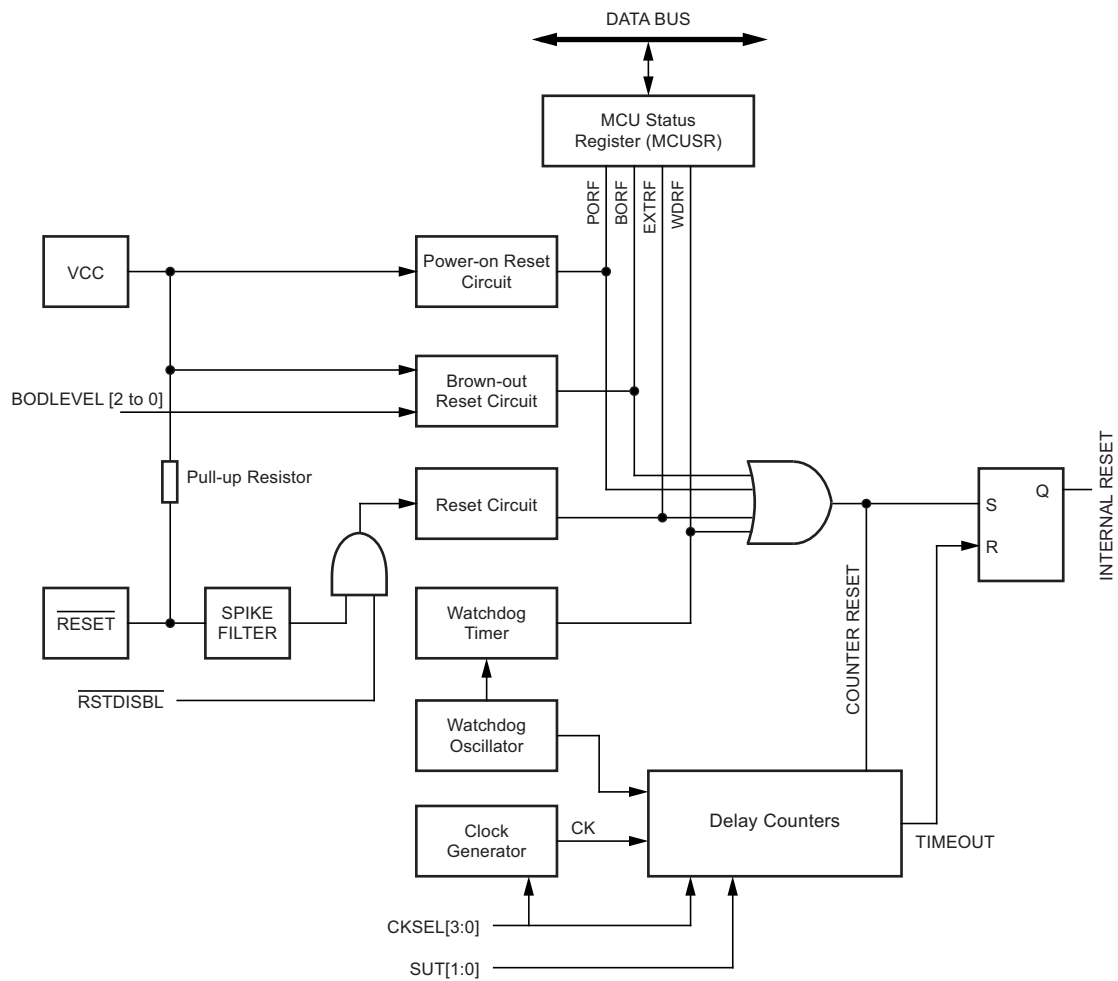 DATA BUS
MCU Status
Register (MCUSR)
PORF
BORF
EXTRF
WDRF
VCC
Power-on Reset
Circuit
BODLEVEL [2 to 0]
Brown-out
Reset Circuit
Pull-up Resistor
Reset Circuit
S
Q
R
INTERNAL RESET
RESET
SPIKE
FILTER
Watchdog
Timer
COUNTER RESET
RSTDISBL
Watchdog
Oscillator
Clock
Generator
CK
Delay Counters
TIMEOUT
CKSEL[3:0]
SUT[1:0]